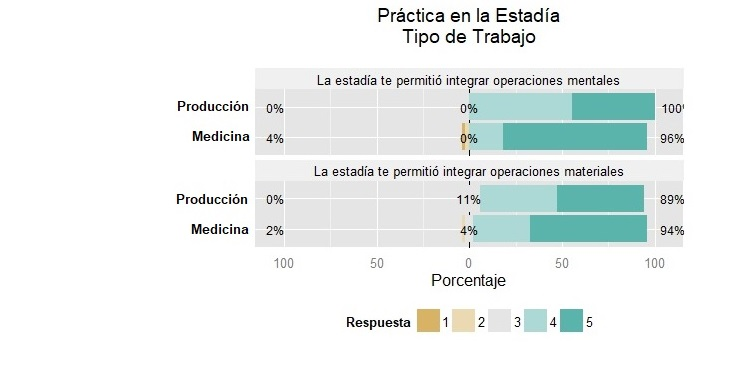 Práctica en la Estadía
Tipo de Trabajo
La estadía te permitió integrar operaciones mentales
Producción 0% 0% 100%
Medicina 4% 0% 96%
La estadía te permitió integrar operaciones materiales
Producción 0% 11% 89%
Medicina 2% 4% 94%
100 50 0 50 100
Porcentaje
Respuesta 1 2 3 4 5